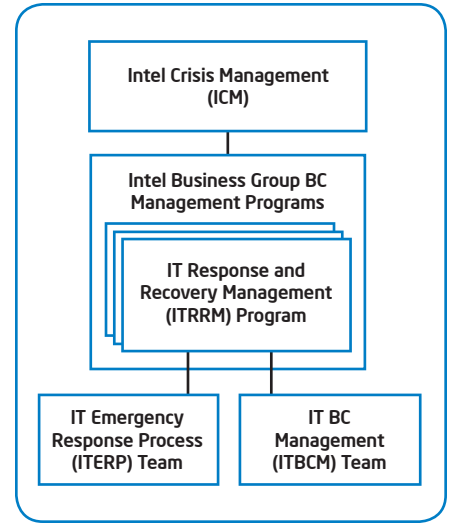 Intel Crisis Management
(ICM)
Intel Business Group BC
Management Programs
IT Response and
Recovery Management
(ITRRM) Program
IT Emergency
Response Process
(ITERP) Team
IT BC
Management
(ITBCM) Team